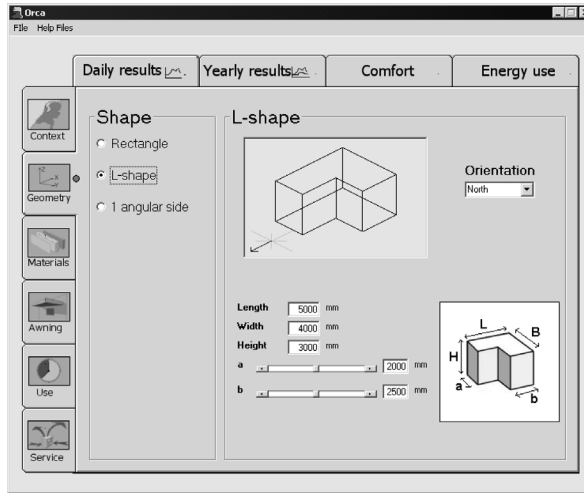 Orca
File Help Files
Daily results
Yearly results
Comfort
Energy use
Context
Geometry
Materials
Awning
Use
Service
Shape
Rectangle
L-shape
1 angular side
L-shape
Orientation
North
Length 5000 mm
Width 4000 mm
Height 3000 mm
a 2000 mm
b 2500 mm
L
B
H
a
b